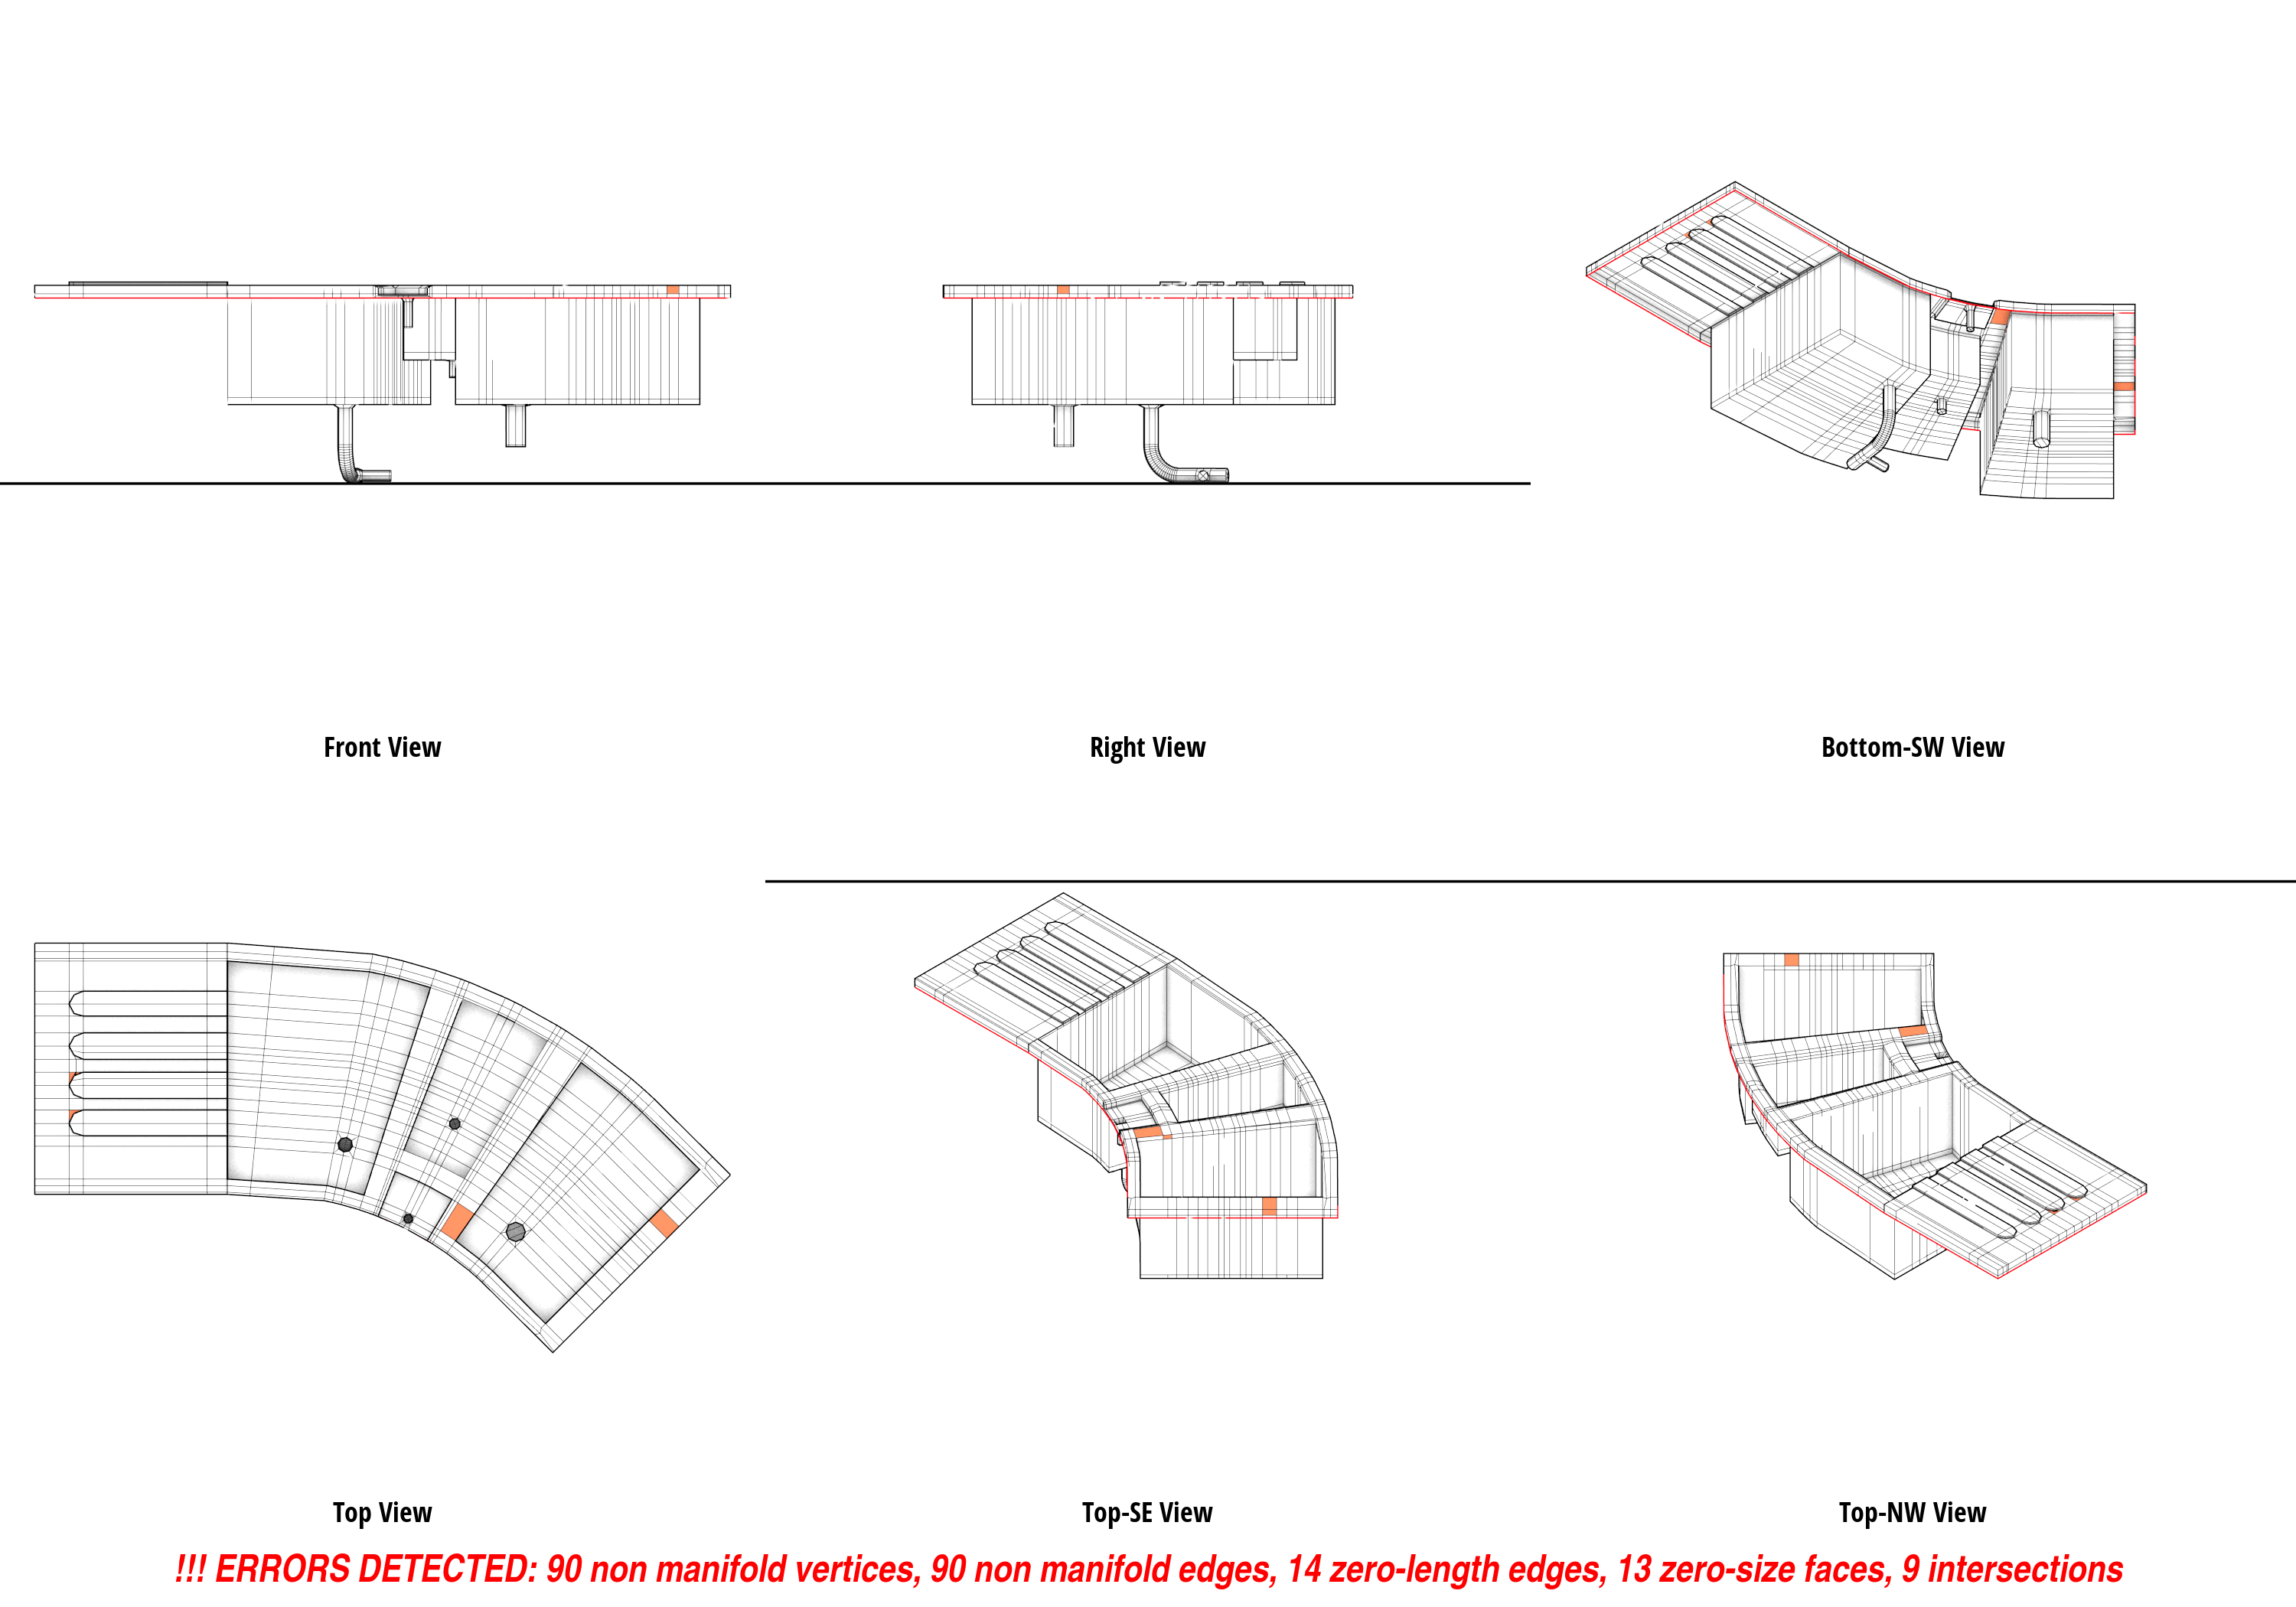 Front View
Right View
Bottom-SW View
Top View
Top-SE View
Top-NW View
!!! ERRORS DETECTED: 90 non manifold vertices, 90 non manifold edges, 14 zero-length edges, 13 zero-size faces, 9 intersections